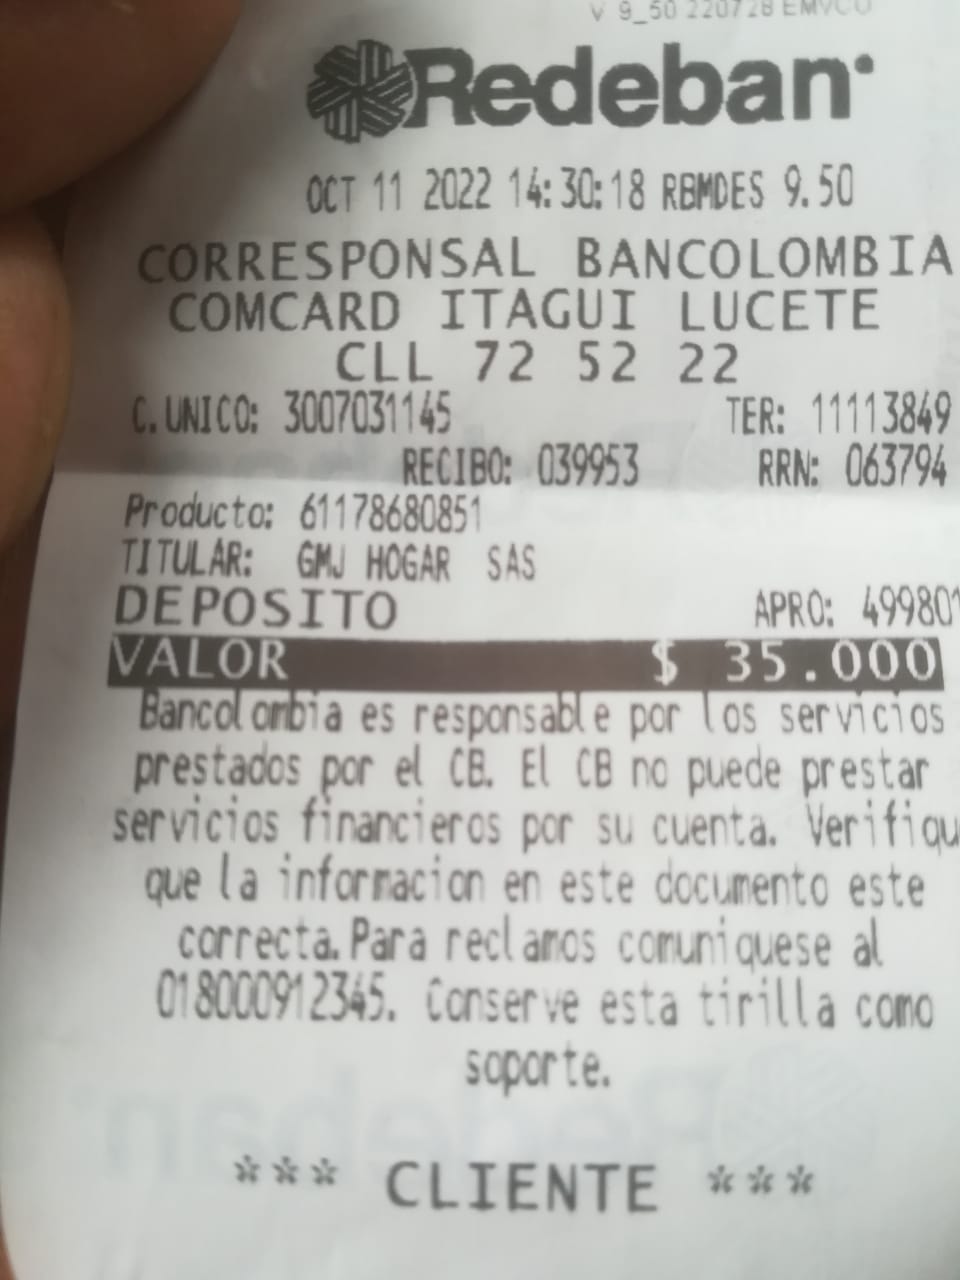 V 9_50 220728 EMVCO
Redeban
OCT 11 2022 14:30:18 RBMDES 9.50
CORRESPONSAL BANCOLOMBIA
COMCARD ITAGUI LUCETE
CLL 72 52 22
C.UNICO: 3007031145 TER: 11113849
RECIBO: 039953 RRN: 063794
Producto: 61178680851
TITULAR: GMJ HOGAR SAS
DEPOSITO APRO: 499801
VALOR $ 35.000
Bancolombia es responsable por los servicios
prestados por el CB. El CB no puede prestar
servicios financieros por su cuenta. Verifiqu
que la informacion en este documento este
correcta.Para reclamos comuniquese al
018000912345. Conserve esta tirilla como
soporte.
*** CLIENTE ***